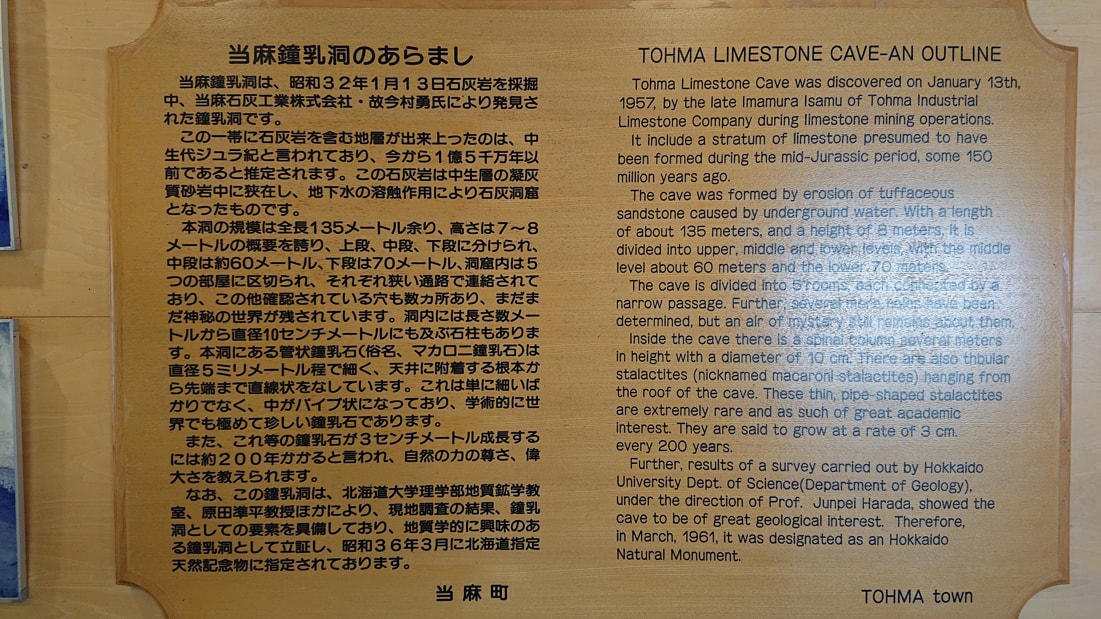 当麻鐘乳洞のあらまし
当麻鐘乳洞は、昭和３２年１月１３日石灰岩を採掘
中、当麻石灰工業株式会社・故今村勇氏により発見さ
れた鐘乳洞です。
この一帯に石灰岩を含む地層が出来上ったのは、中
生代ジュラ紀と言われており、今から１億５千万年以
前であると推定されます。この石灰岩は中生層の凝灰
質砂岩中に狭在し、地下水の溶触作用により石灰洞窟
となったものです。
本洞の規模は全長135メートル余り、高さは７〜８
メートルの概要を誇り、上段、中段、下段に分けられ、
中段は約60メートル、下段は70メートル、洞窟内は５
つの部屋に区切られ、それぞれ狭い通路で連絡されて
おり、この他確認されている穴も数ヵ所あり、まだま
だ神秘の世界が残されています。洞内には長さ数メー
トルから直径10センチメートルにも及ぶ石柱もありま
す。本洞にある管状鐘乳石(俗名、マカロニ鐘乳石)は
直径５ミリメートル程で細く、天井に附着する根本か
ら先端まで直線状をなしています。これは単に細いば
かりでなく、中がパイプ状になっており、学術的に世
界でも極めて珍しい鐘乳石であります。
また、これ等の鐘乳石が３センチメートル成長する
には約２００年かかると言われ、自然の力の尊さ、偉
大さを教えられます。
なお、この鐘乳洞は、北海道大学理学部地質鉱学教
室、原田準平教授ほかにより、現地調査の結果、鐘乳
洞としての要素を具備しており、地質学的に興味のあ
る鐘乳洞として立証し、昭和３６年３月に北海道指定
天然記念物に指定されております。
当麻町
TOHMA LIMESTONE CAVE-AN OUTLINE
Tohma Limestone Cave was discovered on January 13th,
1957, by the late Imamura Isamu of Tohma Industrial
Limestone Company during limestone mining operations.
It include a stratum of limestone presumed to have
been formed during the mid-Jurassic period, some 150
million years ago.
The cave was formed by erosion of tuffaceous
sandstone caused by underground water. With a length
of about 135 meters, and a height of 8 meters, it is
divided into upper, middle and lower levels, with the middle
level about 60 meters and the lower 70 meters.
The cave is divided into 5 rooms, each connected by a
narrow passage. Further, several more have been
determined, but an air of mystery still remains about them.
Inside the cave there is a spinal column several meters
in height with a diameter of 10 cm. There are also thbular
stalactites (nicknamed macaroni stalactites) hanging from
the roof of the cave. These thin, pipe-shaped stalactites
are extremely rare and as such of great academic
interest. They are said to grow at a rate of 3 cm.
every 200 years.
Further, results of a survey carried out by Hokkaido
University Dept. of Science(Department of Geology),
under the direction of Prof. Junpei Harada, showed the
cave to be of great geological interest. Therefore,
in March, 1961, it was designated as an Hokkaido
Natural Monument.
TOHMA town